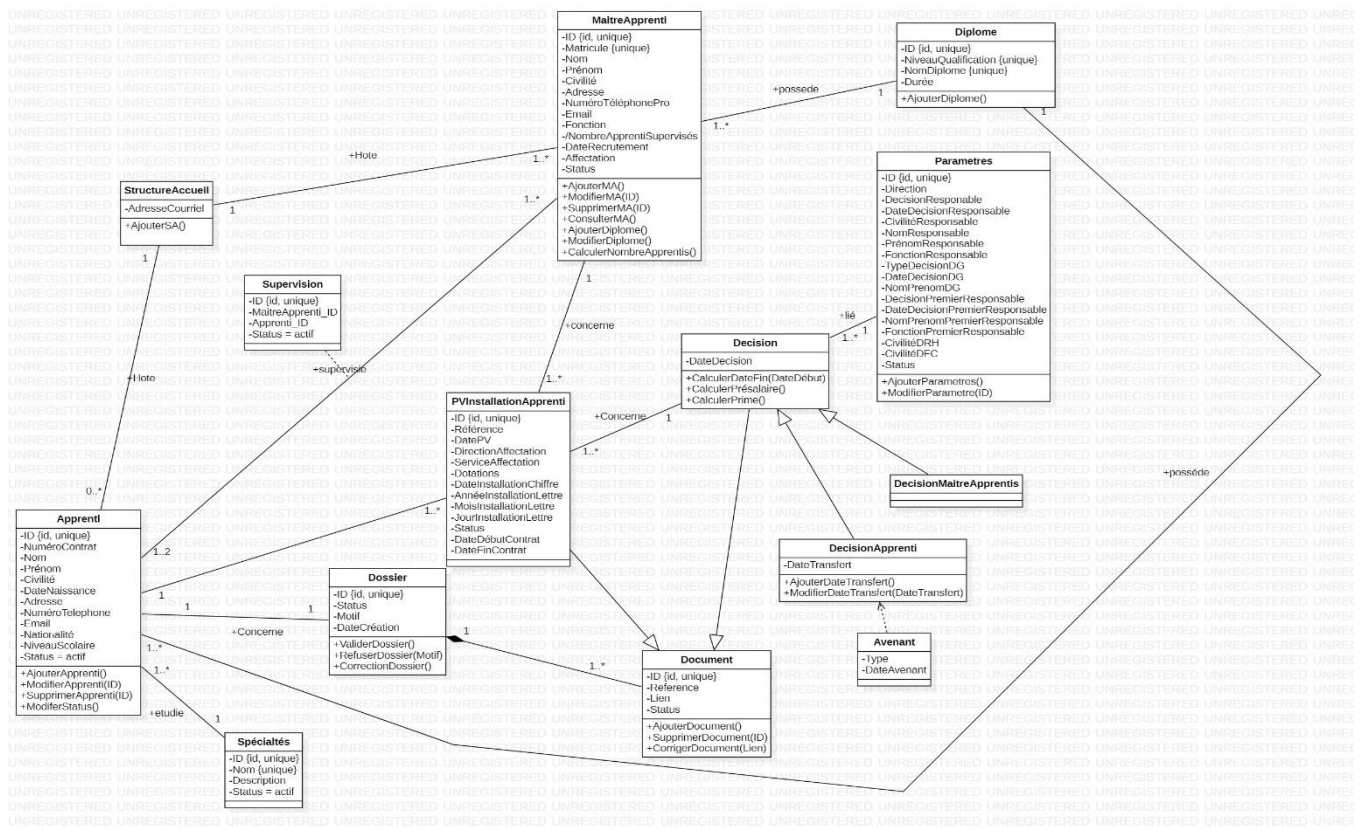 MaîtreApprenti
-ID {id, unique}
-Matricule {unique}
-Nom
-Prénom
-Civilité
-Adresse
-NuméroTéléphonePro
-Email
-Fonction
-/NombreApprentiSupervisés
-DateRecrutement
-Affectation
-Status
+AjouterMA()
+ModifierMA(ID)
+SupprimerMA(ID)
+ConsulterMA()
+AjouterDiplome()
+ModifierDiplome()
+CalculerNombreApprentis()
Diplome
-ID {id, unique}
-NiveauQualification {unique}
-NomDiplome {unique}
-Durée
+AjouterDiplome()
+possede
1
1..*
1
Parametres
-ID {id, unique}
-Direction
-DecisionResponable
-DateDecisionResponsable
-CivilitéResponsable
-NomResponsable
-PrénomResponsable
-FonctionResponsable
-TypeDecisionDG
-DateDecisionDG
-NomPrenomDG
-DecisionPremierResponsable
-DateDecisionPremierResponsable
-NomPrenomPremierResponsable
-FonctionPremierResponsable
-CivilitéDRH
-CivilitéDFC
-Status
+AjouterParametres()
+ModifierParametre(ID)
+Hote
1..*
1
StructureAccueil
-AdresseCourriel
+AjouterSA()
1
1..*
Supervision
-ID {id, unique}
-MaitreApprenti_ID
-Apprenti_ID
-Status = actif
+supervisie
1
+concerne
1..*
+lié
1
1..*
Decision
-DateDecision
+CalculerDateFin(DateDébut)
+CalculerPrésalaire()
+CalculerPrime()
+Hote
0..*
PVInstallationApprenti
-ID {id, unique}
-Référence
-DatePV
-DirectionAffectation
-ServiceAffectation
-Dotations
-DateInstallationChiffre
-AnnéeInstallationLettre
-MoisInstallationLettre
-JourInstallationLettre
-Status
-DateDébutContrat
-DateFinContrat
+Concerne
1
1..*
+posséde
DecisionMaitreApprentis
1..*
Apprenti
-ID {id, unique}
-NuméroContrat
-Nom
-Prénom
-Civilité
-DateNaissance
-Adresse
-NuméroTelephone
-Email
-Nationalité
-NiveauScolaire
-Status = actif
+AjouterApprenti()
+ModifierApprenti(ID)
+SupprimerApprenti(ID)
+ModiferStatus()
1..2
1
1
+Concerne
1
1..*
1..*
DecisionApprenti
-DateTransfert
+AjouterDateTransfert()
+ModifierDateTransfert(DateTransfert)
Dossier
-ID {id, unique}
-Status
-Motif
-DateCréation
+ValiderDossier()
+RefuserDossier(Motif)
+CorrectionDossier()
1
1..*
Avenant
-Type
-DateAvenant
Document
-ID {id, unique}
-Reference
-Lien
-Status
+AjouterDocument()
+SupprimerDocument(ID)
+CorrigerDocument(Lien)
+etudie
1
Spécialtés
-ID {id, unique}
-Nom {unique}
-Description
-Status = actif
UNREGISTERED